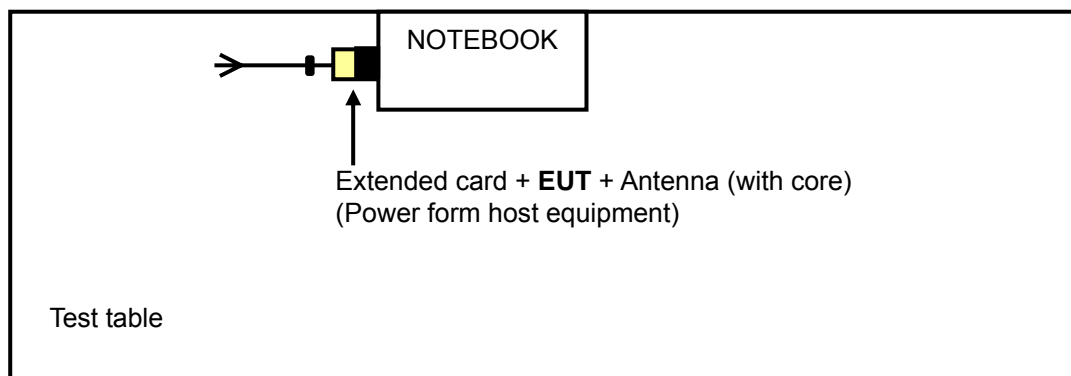 NOTEBOOK
Extended card + EUT + Antenna (with core)
(Power form host equipment)
Test table